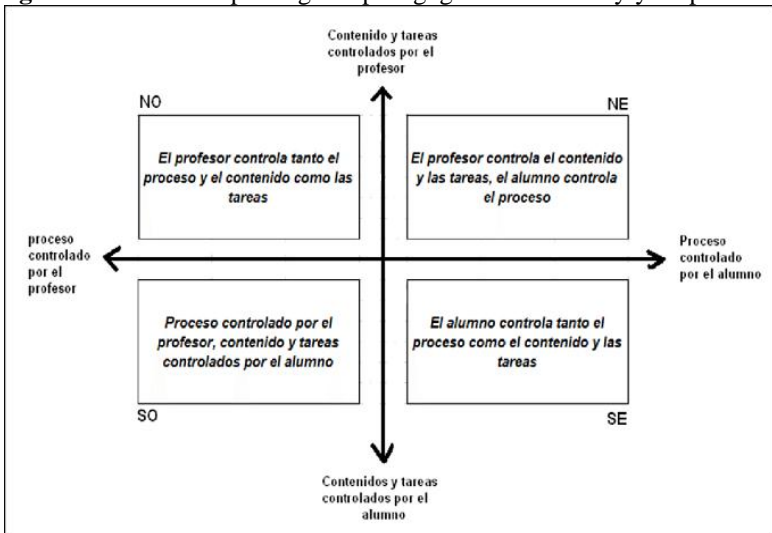 Contenido y tareas
controlados por el
profesor
NO
NE
El profesor controla tanto el
proceso y el contenido como las
tareas
El profesor controla el contenido
y las tareas, el alumno controla
el proceso
proceso
controlado
por el
profesor
Proceso
controlado
por el alumno
Proceso controlado por el
profesor, contenido y tareas
controlados por el alumno
El alumno controla tanto el
proceso como el contenido y las
tareas
SO
SE
Contenidos y tareas
controlados por el
alumno